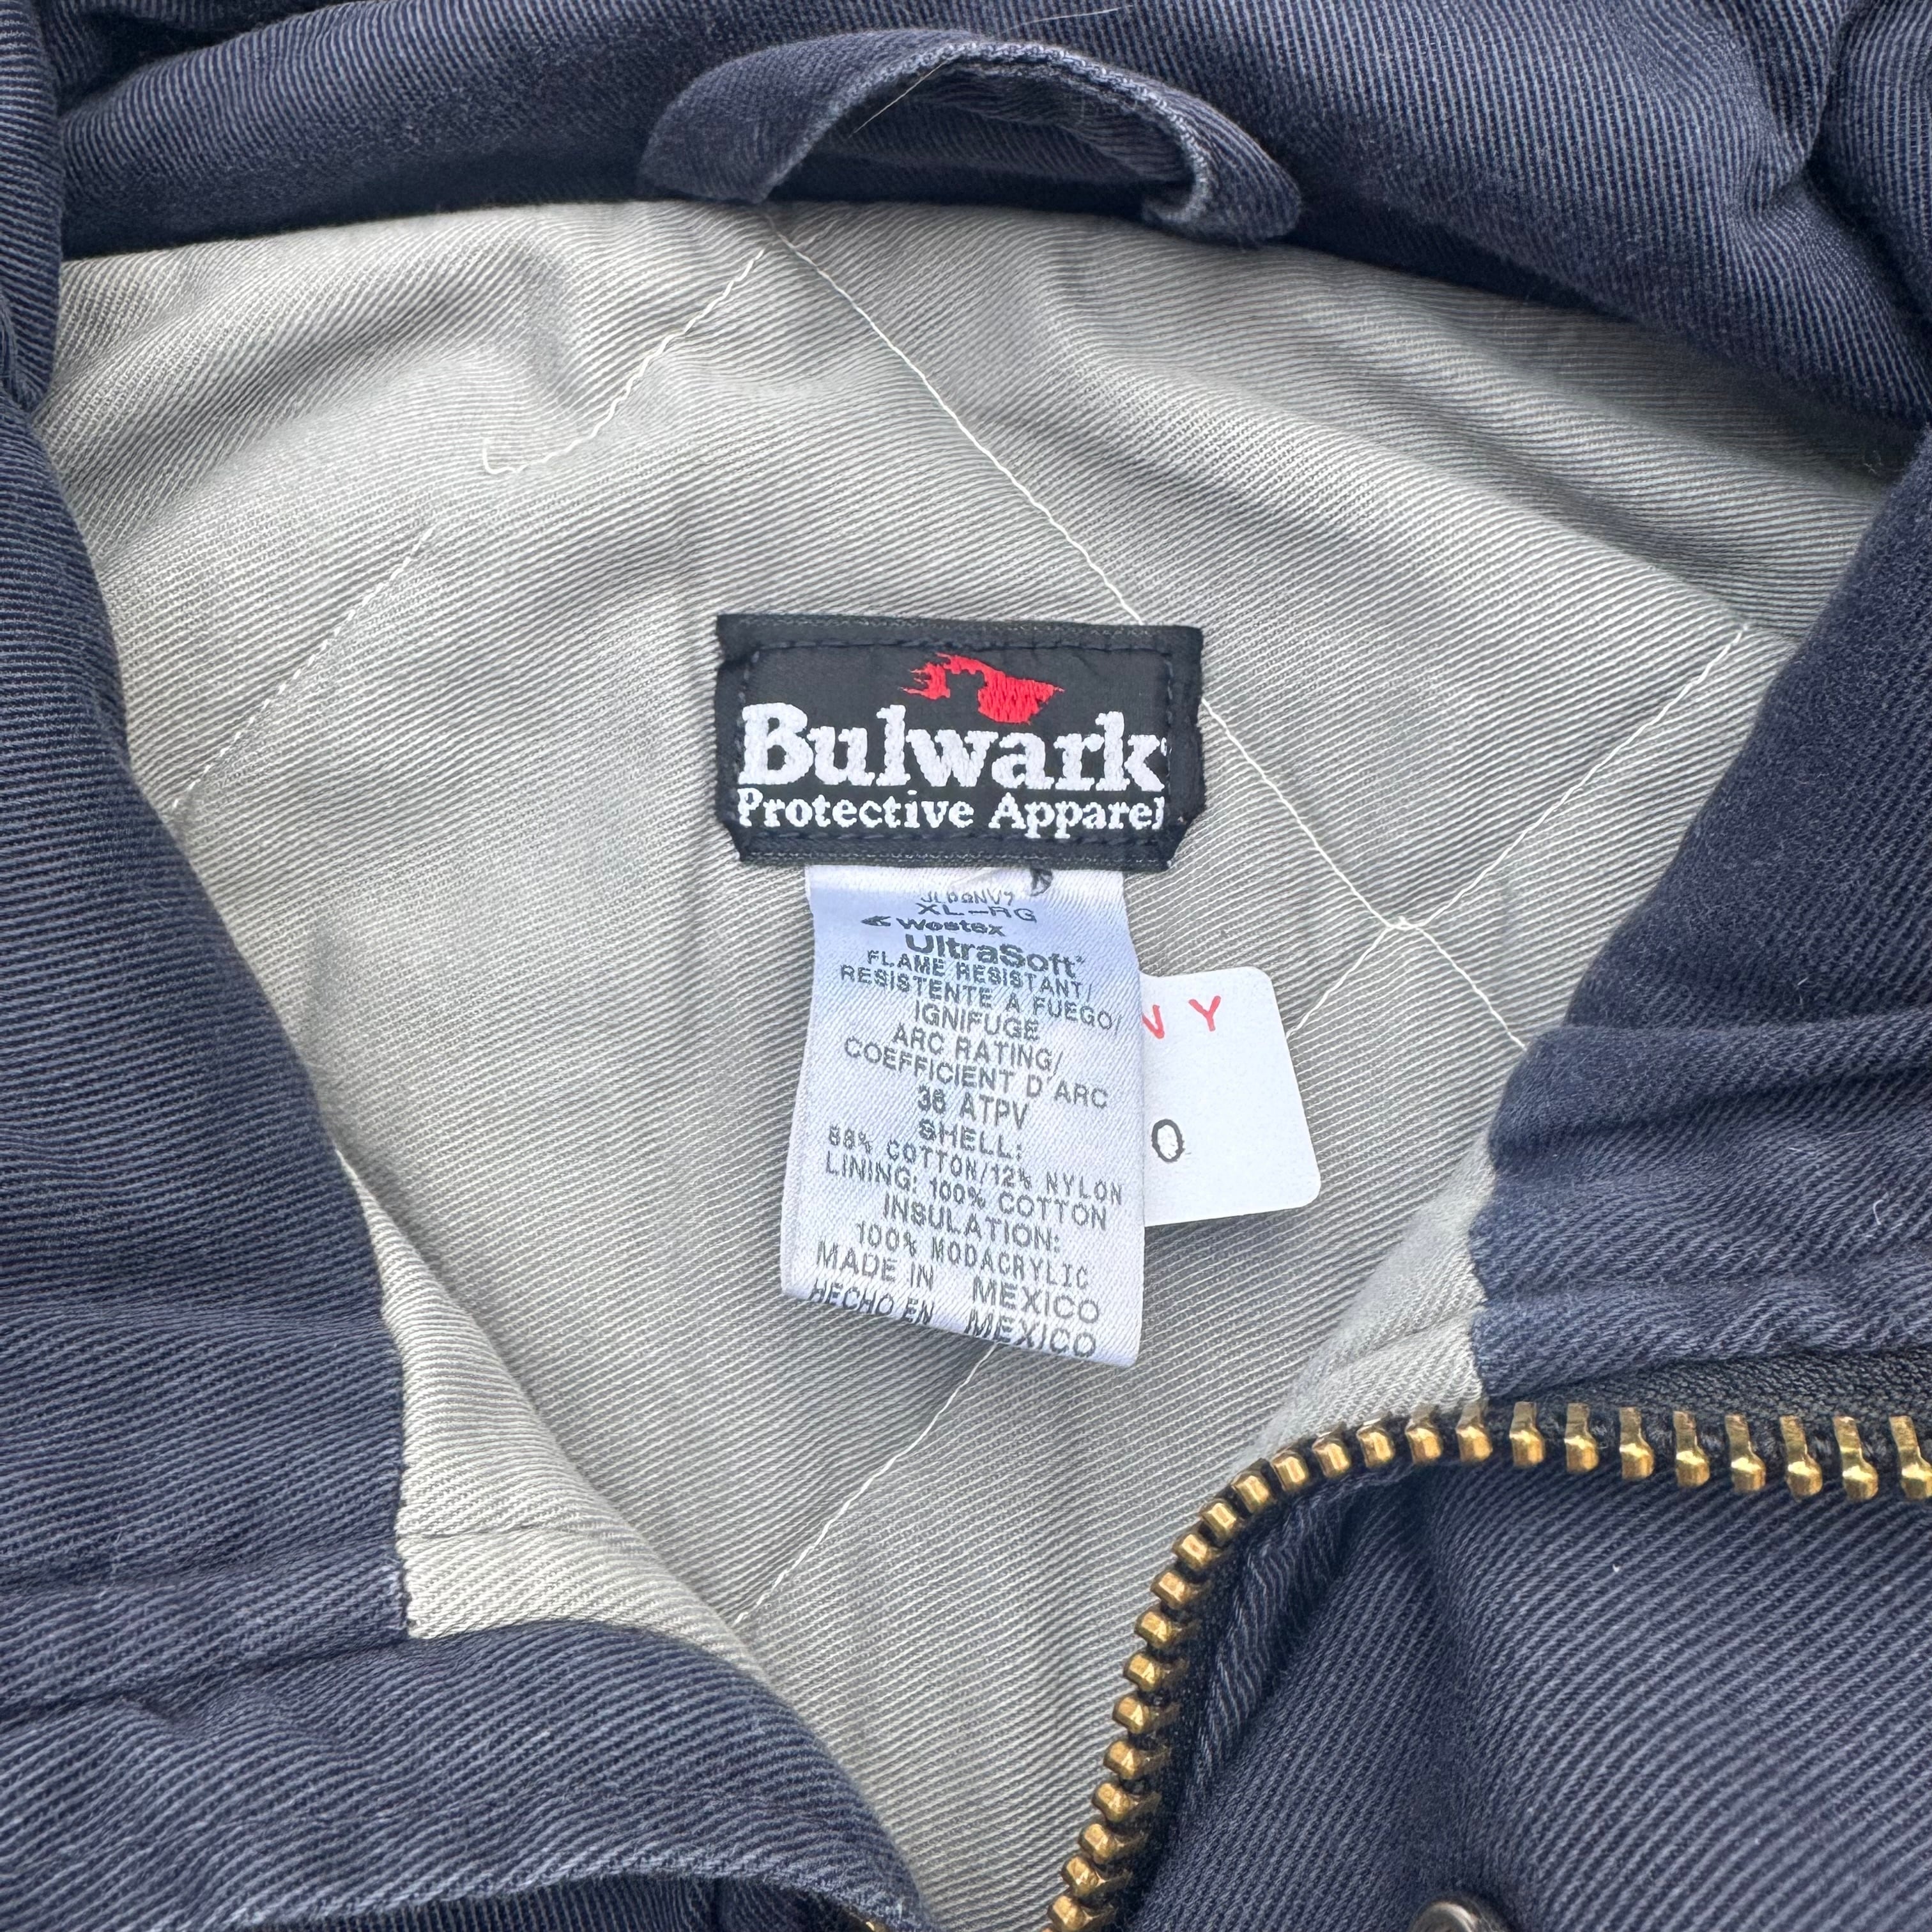 Bulwark
Protective Apparel
XL-RG
Westex
UltraSoft®
FLAME RESISTANT/
RESISTENTE A FUEGO/
IGNIFUGE
ARC RATING/
COEFFICIENT D'ARC
36 ATPV
SHELL:
88% COTTON/12% NYLON
LINING: 100% COTTON
INSULATION:
100% MODACRYLIC
MADE IN MEXICO
HECHO EN MEXICO
Y
0